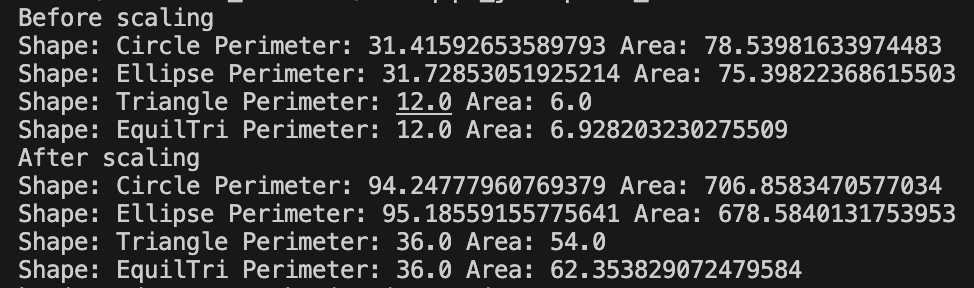 Before scaling
Shape: Circle Perimeter: 31.41592653589793 Area: 78.53981633974483
Shape: Ellipse Perimeter: 31.72853051925214 Area: 75.39822368615503
Shape: Triangle Perimeter: 12.0 Area: 6.0
Shape: EquilTri Perimeter: 12.0 Area: 6.928203230275509
After scaling
Shape: Circle Perimeter: 94.24777960769379 Area: 706.8583470577034
Shape: Ellipse Perimeter: 95.18559155775641 Area: 678.5840131753953
Shape: Triangle Perimeter: 36.0 Area: 54.0
Shape: EquilTri Perimeter: 36.0 Area: 62.353829072479584